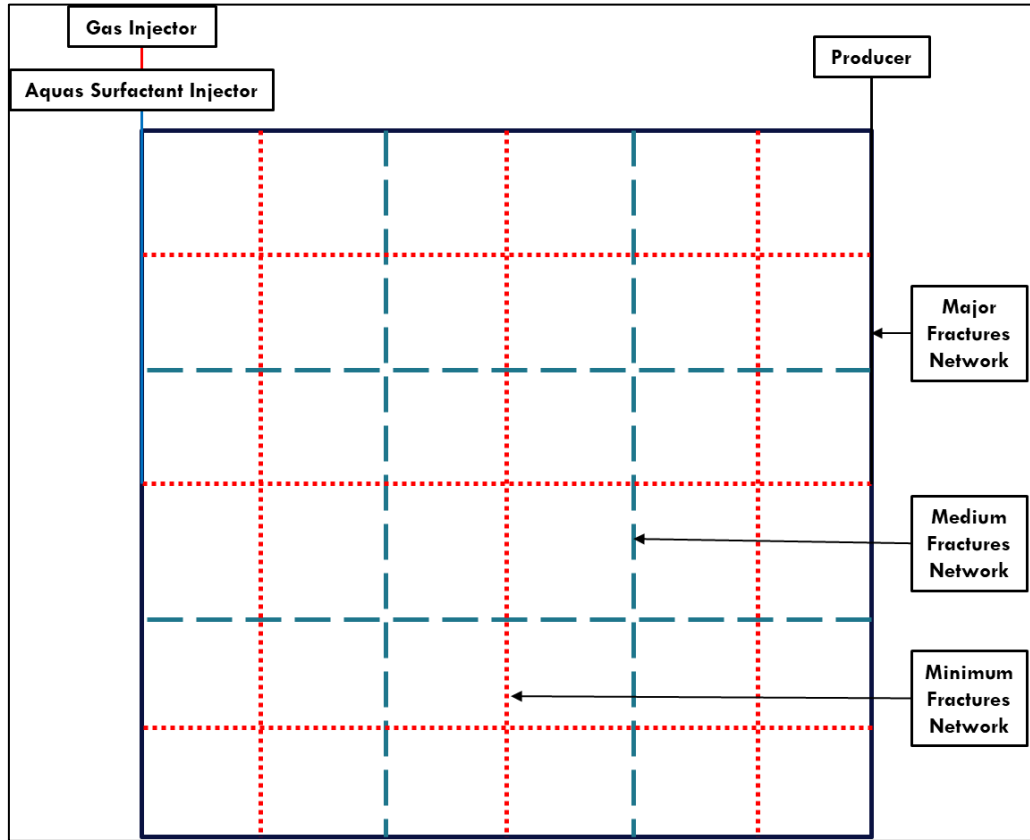 Gas Injector
Aquas Surfactant Injector
Producer
Major
Fractures
Network
Medium
Fractures
Network
Minimum
Fractures
Network